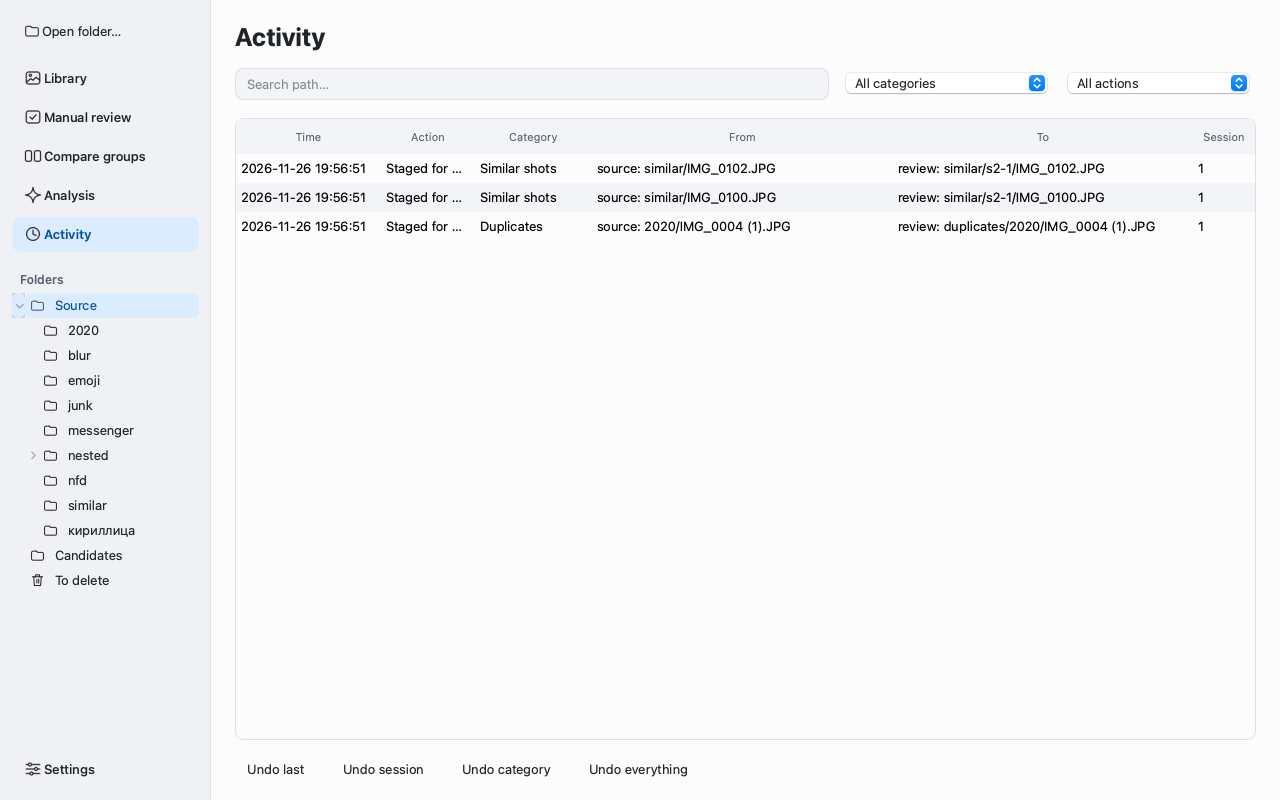 Open folder...
Library
Manual review
Compare groups
Analysis
Activity
Folders
Source
2020
blur
emoji
junk
messenger
nested
nfd
similar
кириллица
Candidates
To delete
Settings
Activity
Search path...
All categories
All actions
Time Action Category From To Session
2026-11-26 19:56:51 Staged for ... Similar shots source: similar/IMG_0102.JPG review: similar/s2-1/IMG_0102.JPG 1
2026-11-26 19:56:51 Staged for ... Similar shots source: similar/IMG_0100.JPG review: similar/s2-1/IMG_0100.JPG 1
2026-11-26 19:56:51 Staged for ... Duplicates source: 2020/IMG_0004 (1).JPG review: duplicates/2020/IMG_0004 (1).JPG 1
Undo last Undo session Undo category Undo everything